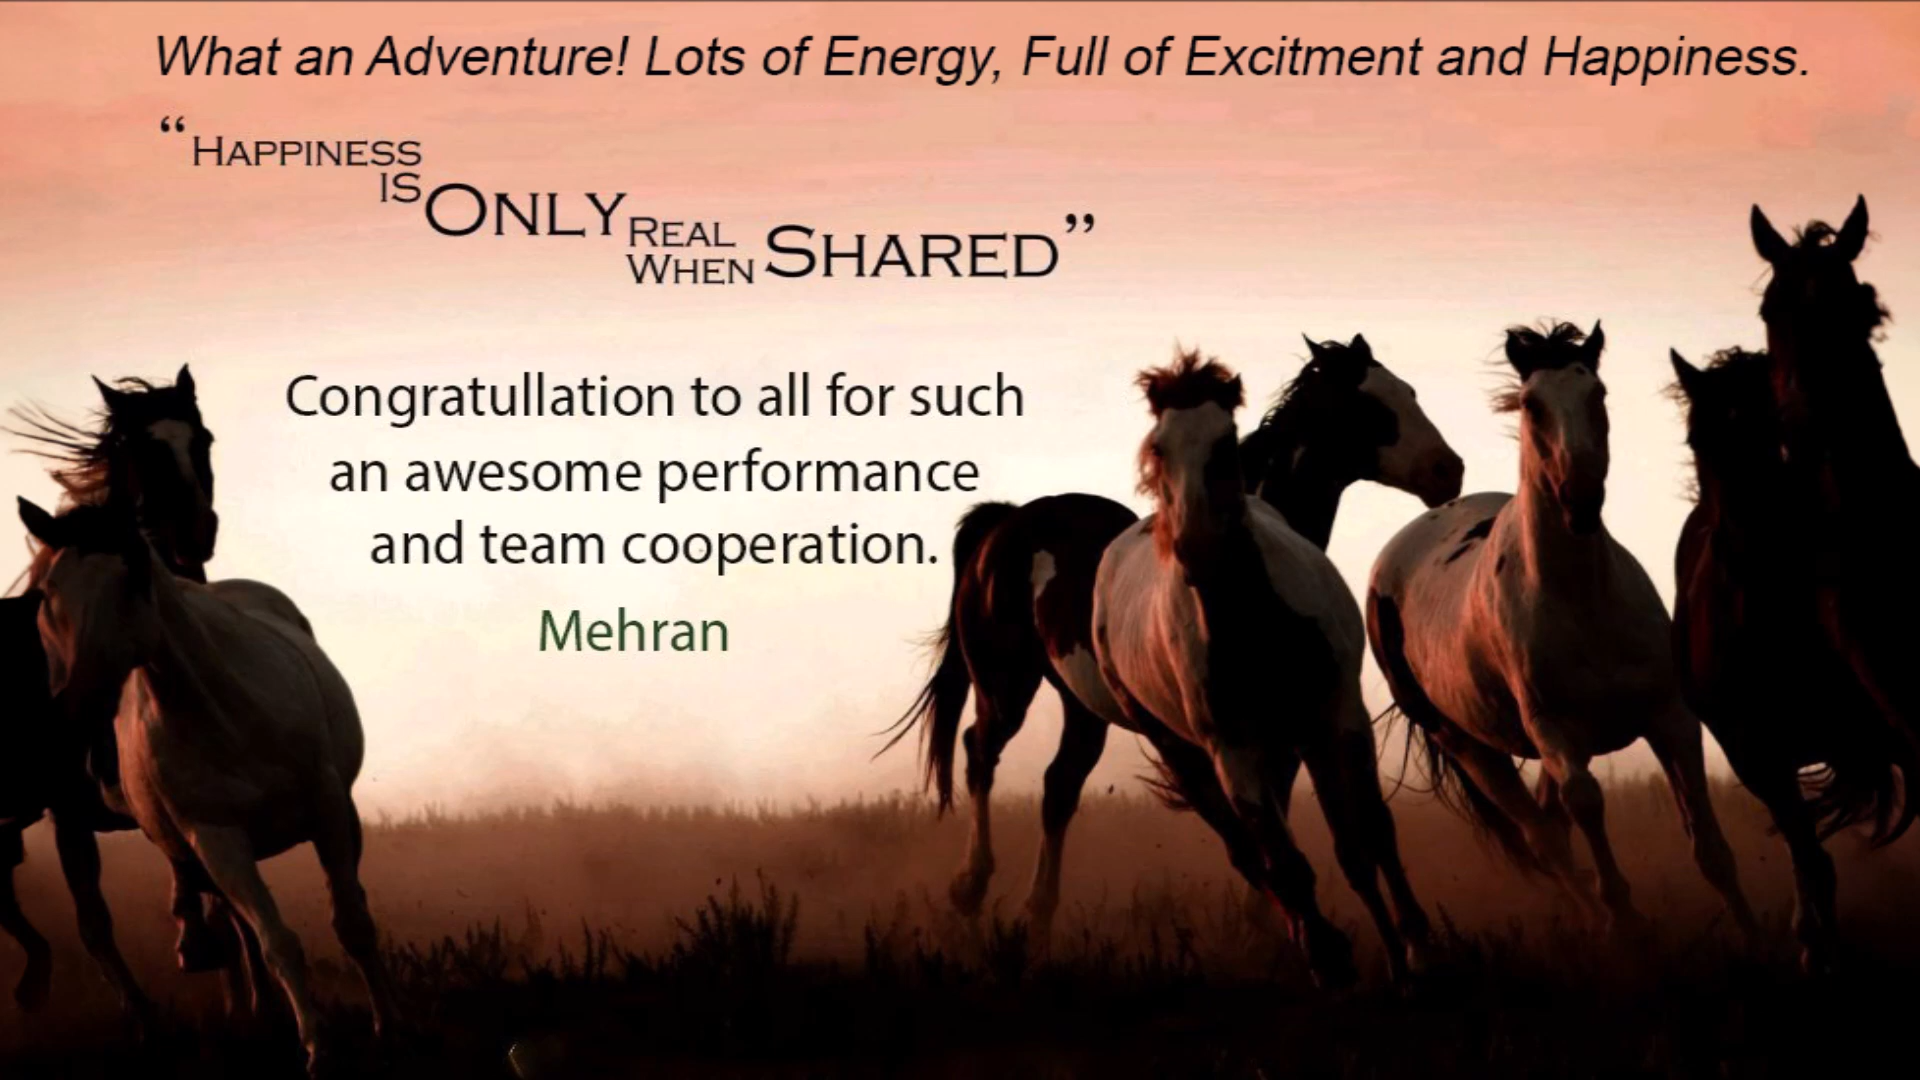 What an Adventure! Lots of Energy, Full of Excitment and Happiness.
“HAPPINESS
IS ONLY REAL
WHEN SHARED”
Congratullation to all for such
an awesome performance
and team cooperation.
Mehran